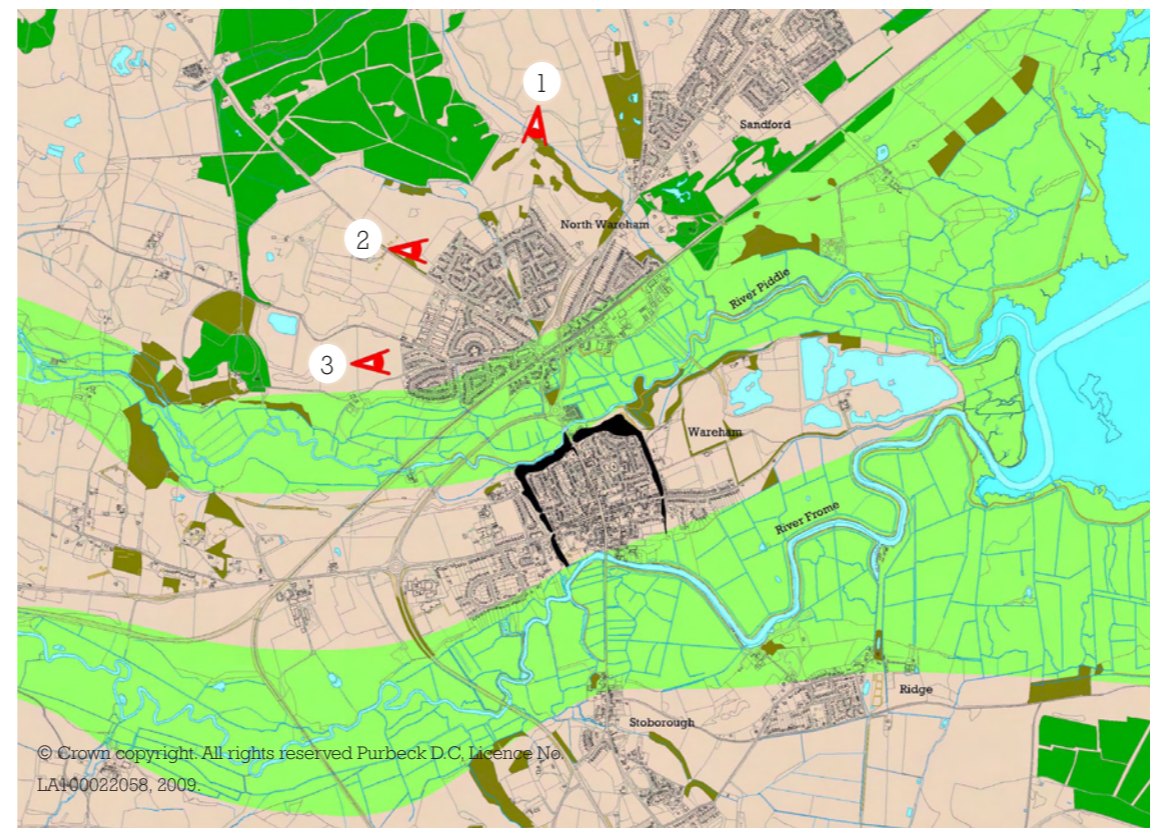 1
Sandford
North Wareham
2
River Piddle
3
Wareham
River Frome
Ridge
Stoborough
© Crown copyright. All rights reserved Purbeck D.C, Licence No.
LA100022058, 2009.